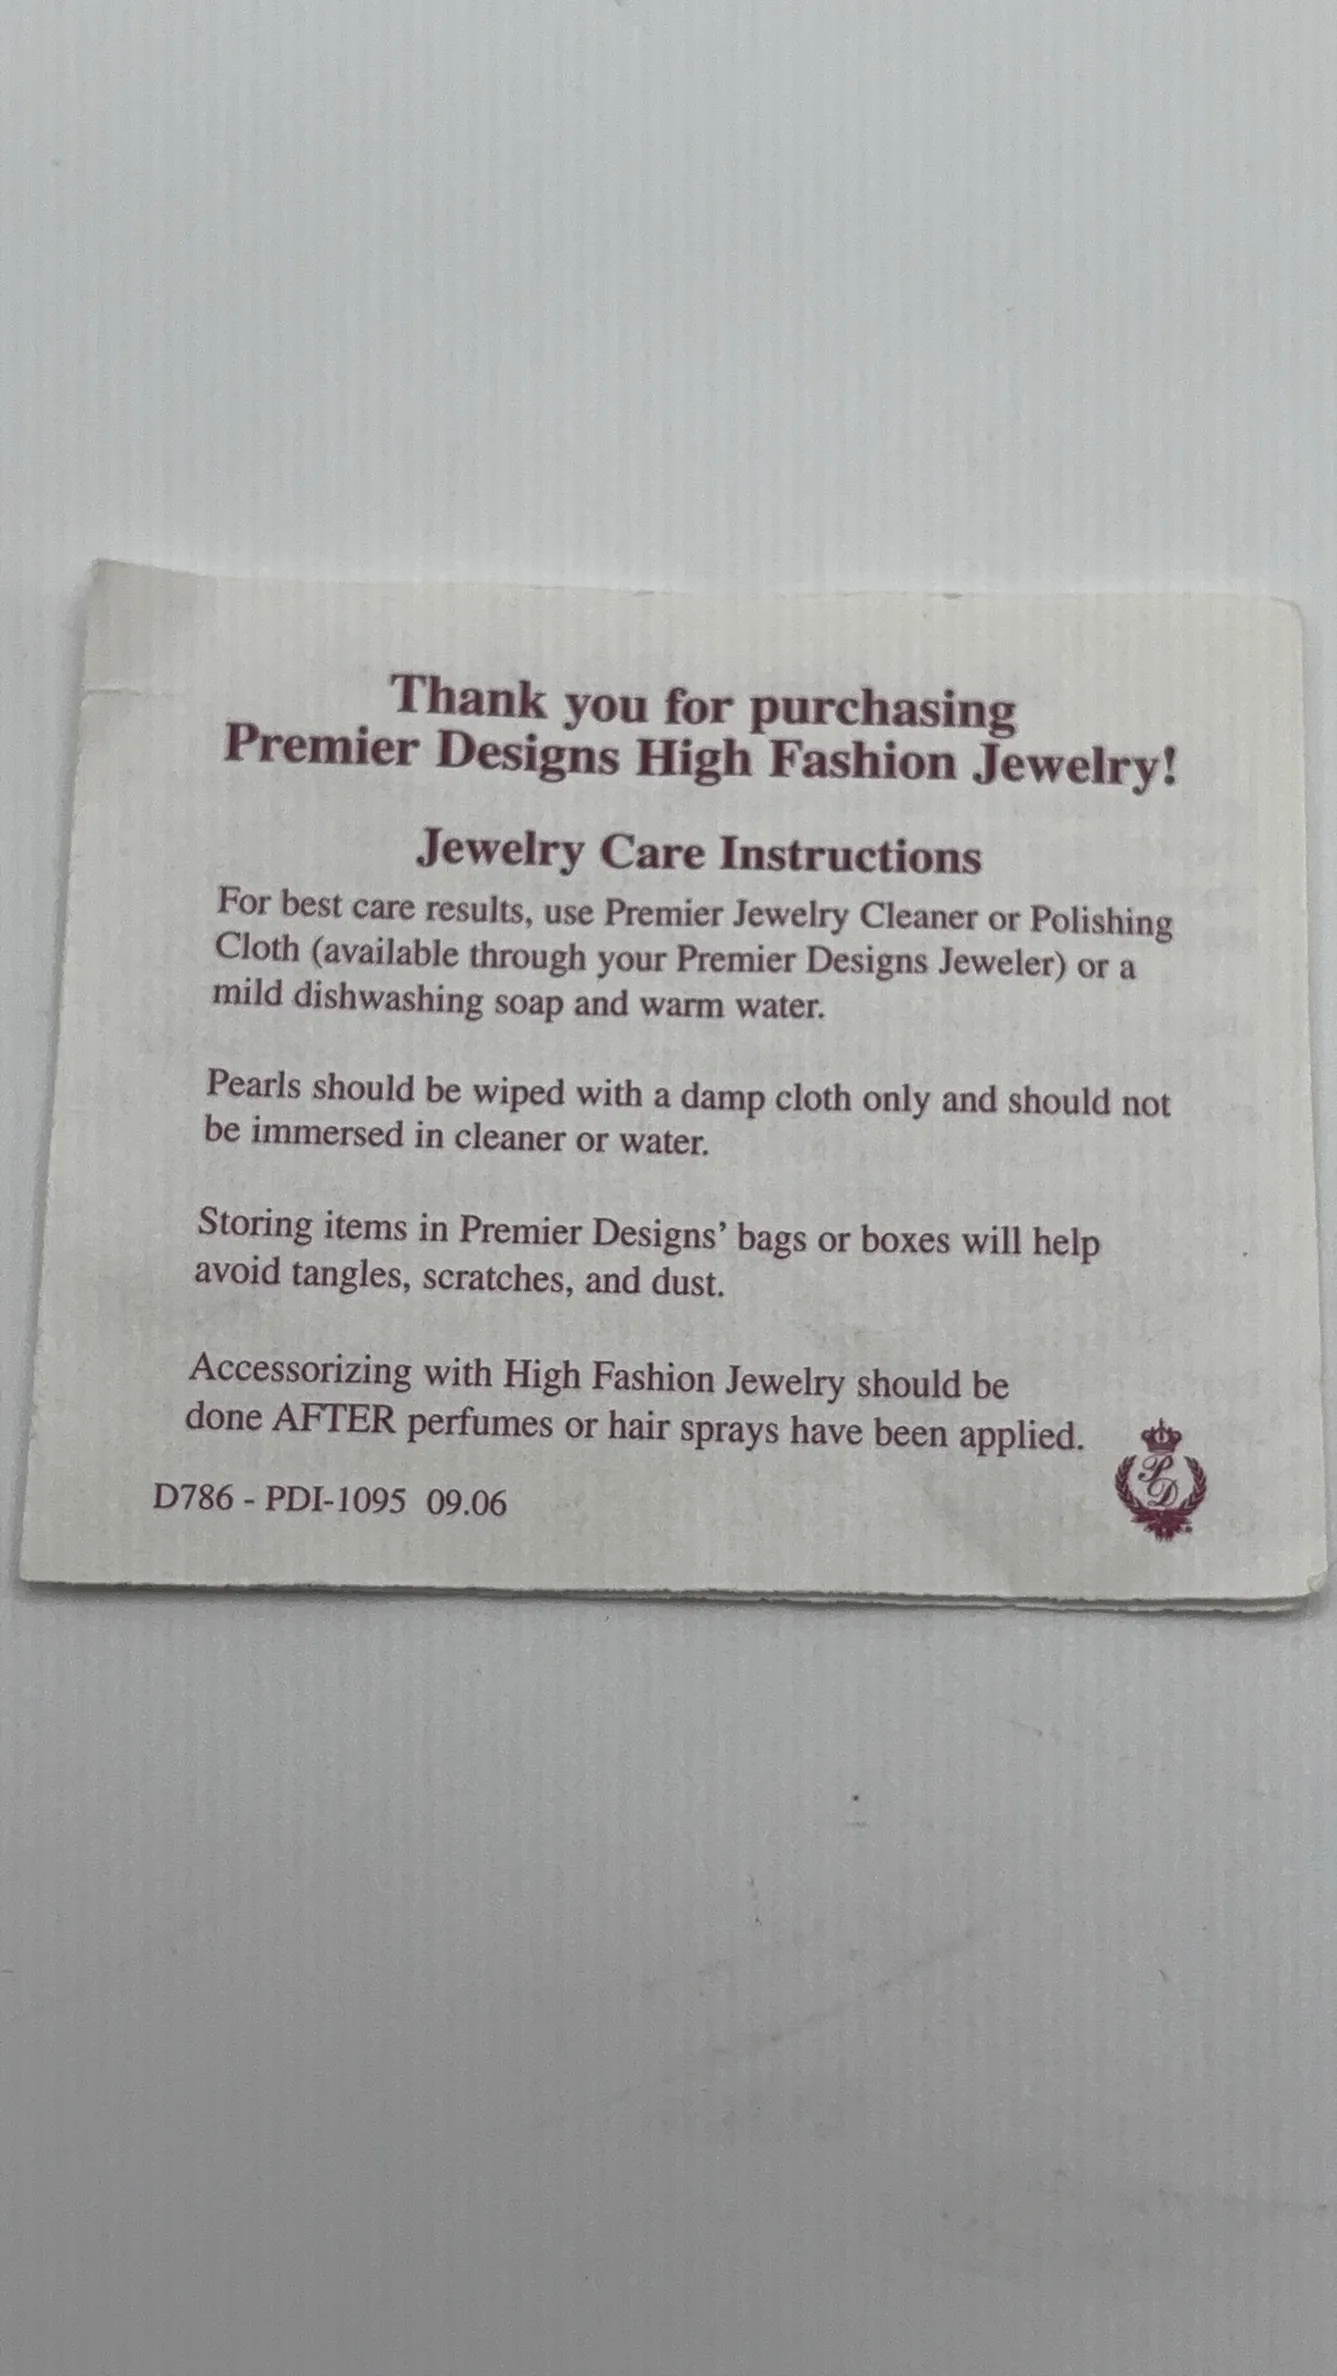 Thank you for purchasing
Premier Designs High Fashion Jewelry!
Jewelry Care Instructions
For best care results, use Premier Jewelry Cleaner or Polishing
Cloth (available through your Premier Designs Jeweler) or a
mild dishwashing soap and warm water.
Pearls should be wiped with a damp cloth only and should not
be immersed in cleaner or water.
Storing items in Premier Designs’ bags or boxes will help
avoid tangles, scratches, and dust.
Accessorizing with High Fashion Jewelry should be
done AFTER perfumes or hair sprays have been applied.
PD
D786 - PDI-1095 09.06